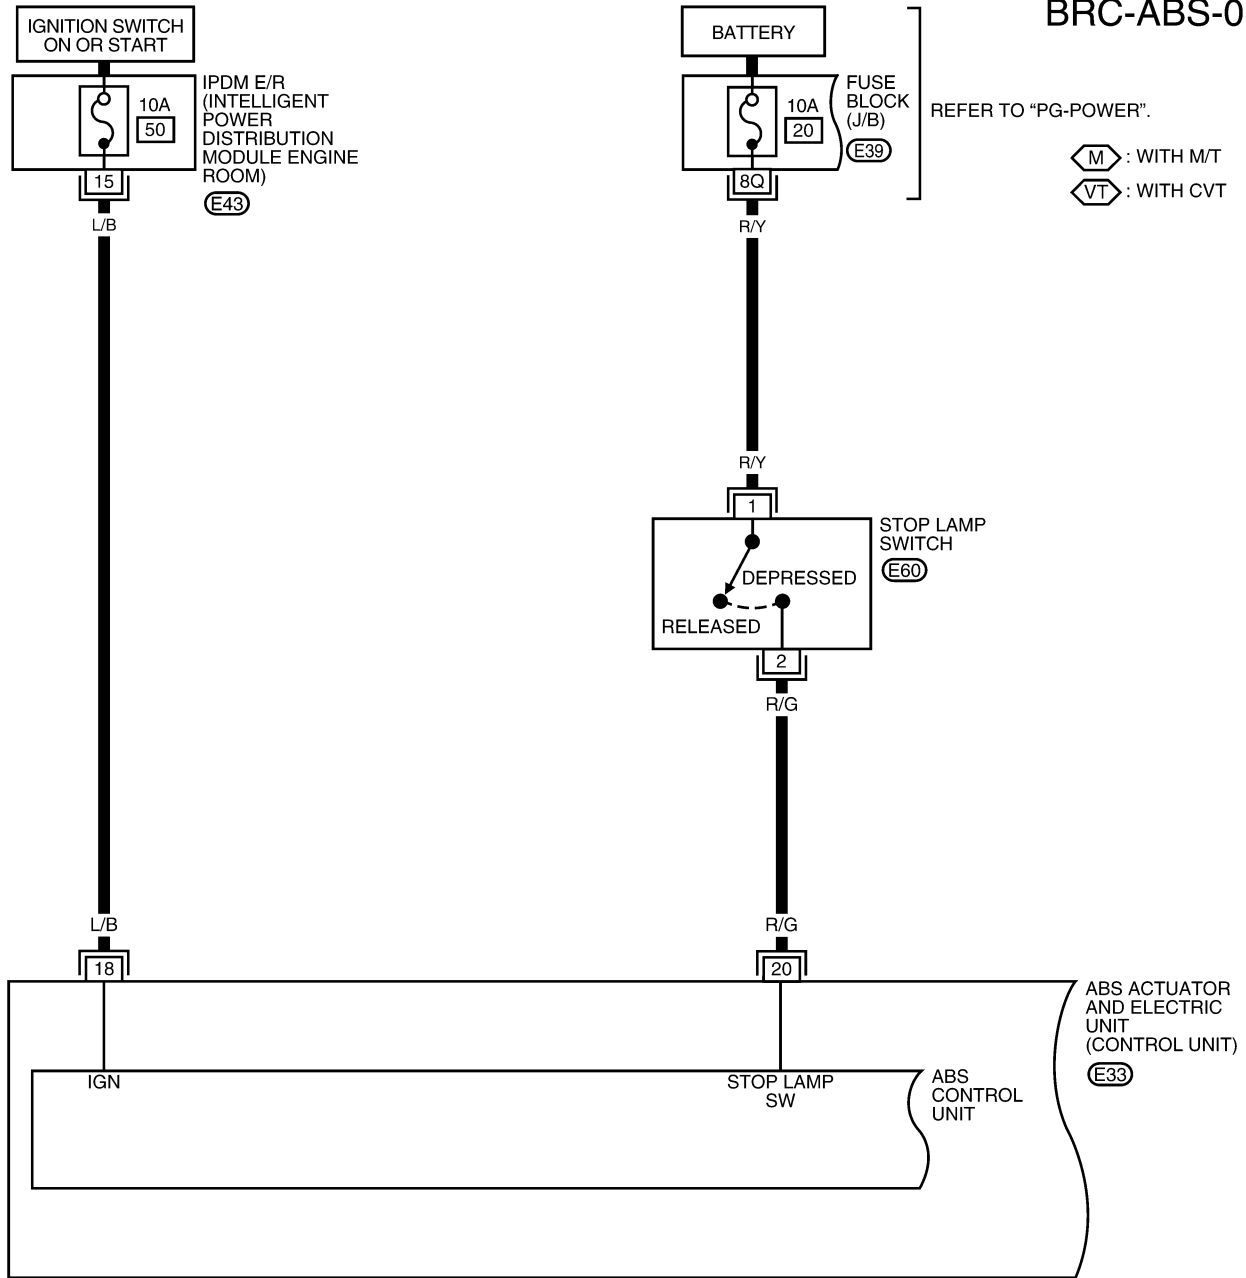 BRC-ABS-0
IGNITION SWITCH
ON OR START
BATTERY
IPDM E/R
(INTELLIGENT
POWER
DISTRIBUTION
MODULE ENGINE
ROOM)
E43
10A
50
15
L/B
FUSE
BLOCK
(J/B)
E39
10A
20
8Q
R/Y
REFER TO “PG-POWER”.
M : WITH M/T
VT : WITH CVT
R/Y
1
STOP LAMP
SWITCH
E60
DEPRESSED
RELEASED
2
R/G
L/B
R/G
18
20
ABS ACTUATOR
AND ELECTRIC
UNIT
(CONTROL UNIT)
E33
IGN
STOP LAMP
SW
ABS
CONTROL
UNIT